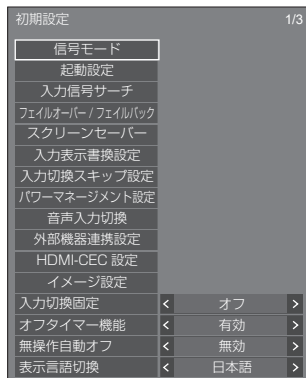 初期設定 1/3
信号モード
起動設定
入力信号サーチ
フェイルオーバー / フェイルバック
スクリーンセーバー
入力表示書換設定
入力切換スキップ設定
パワーマネージメント設定
音声入力切換
外部機器連携設定
HDMI-CEC 設定
イメージ設定
入力切換固定 < オフ >
オフタイマー機能 < 有効 >
無操作自動オフ < 無効 >
表示言語切換 < 日本語 >